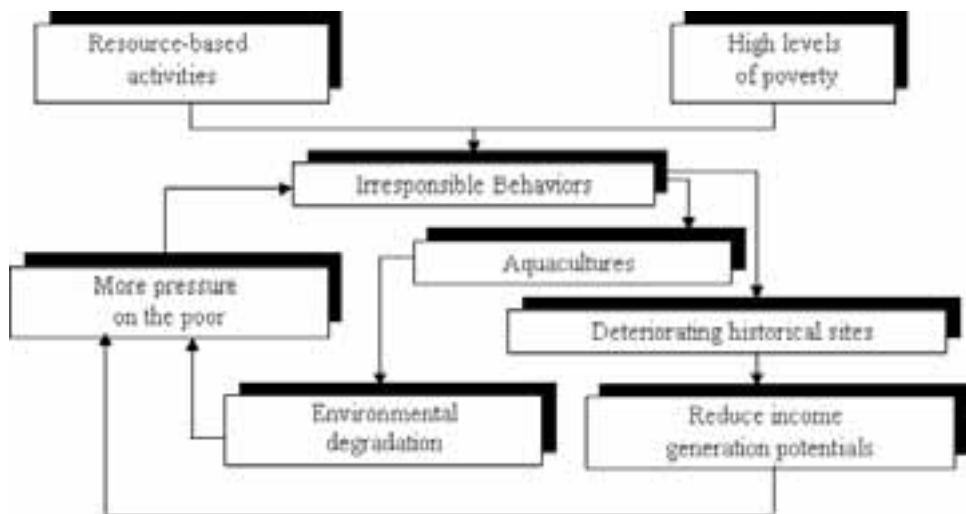 Resource-based
activities
High levels
of poverty
Irresponsible Behaviors
Aquacultures
More pressure
on the poor
Deteriorating historical sites
Environmental
degradation
Reduce income
generation potentials